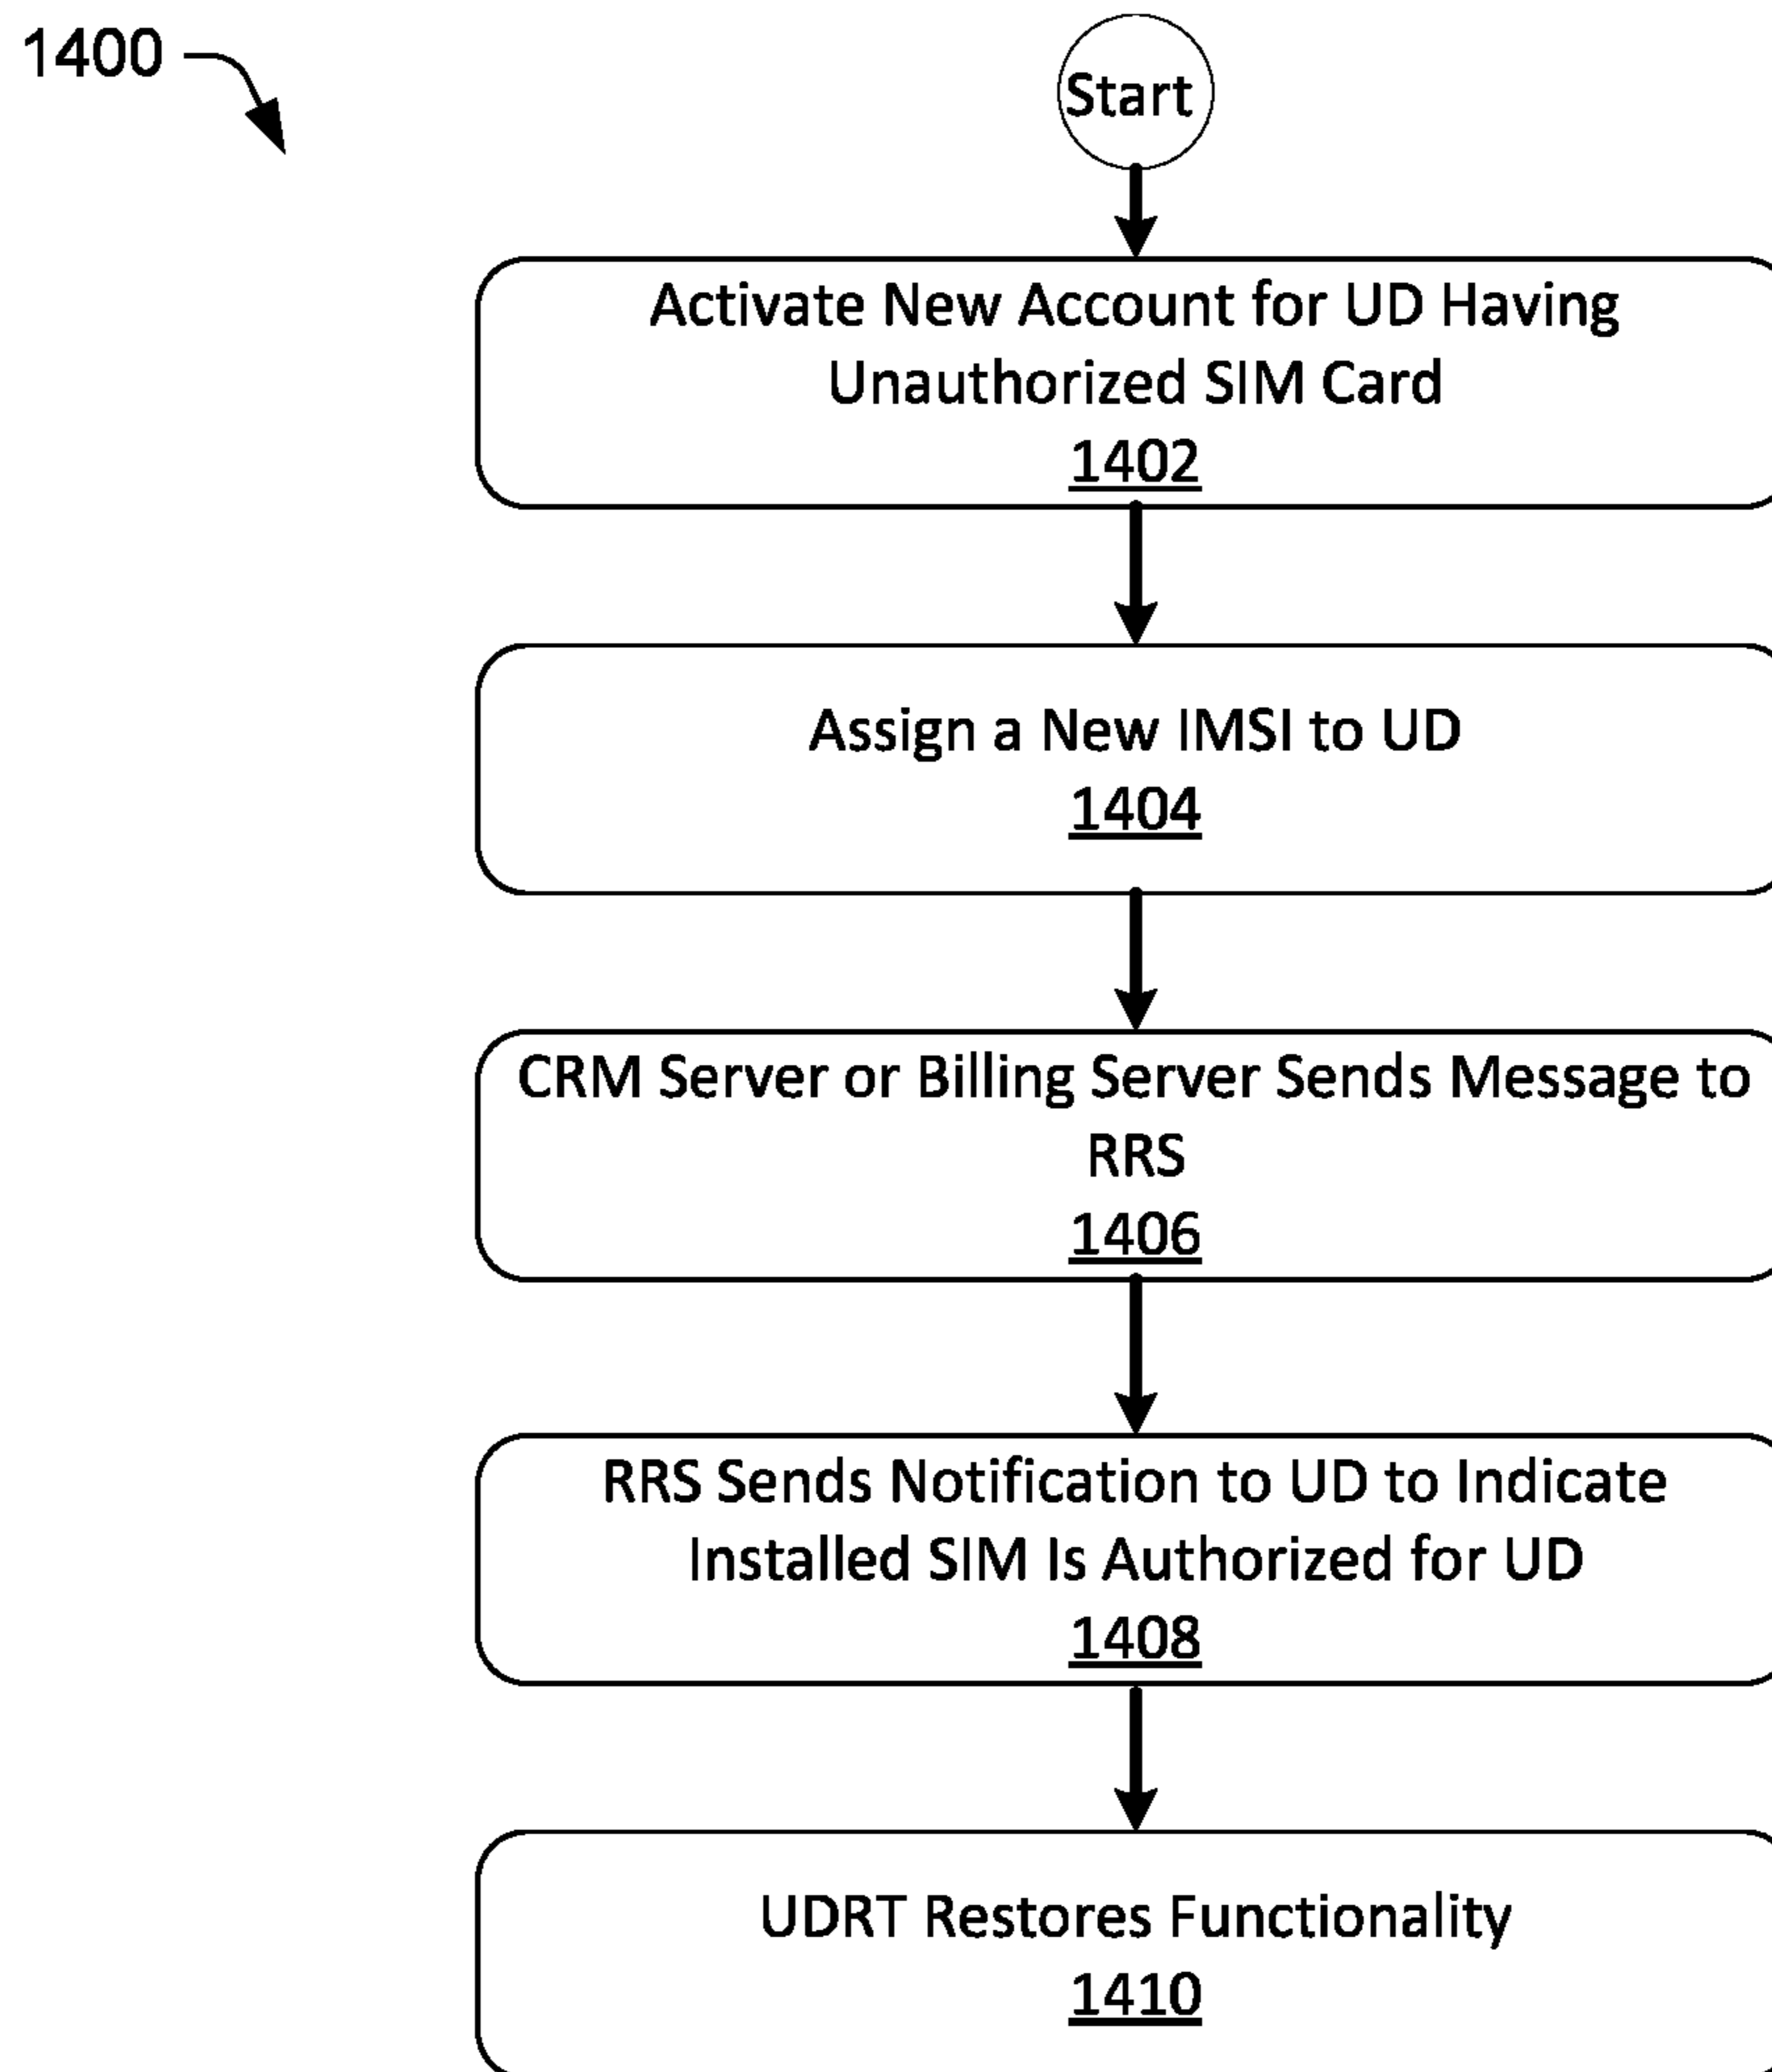 1400
Start
Activate New Account for UD Having
Unauthorized SIM Card
1402
Assign a New IMSI to UD
1404
CRM Server or Billing Server Sends Message to
RRS
1406
RRS Sends Notification to UD to Indicate
Installed SIM Is Authorized for UD
1408
UDRT Restores Functionality
1410